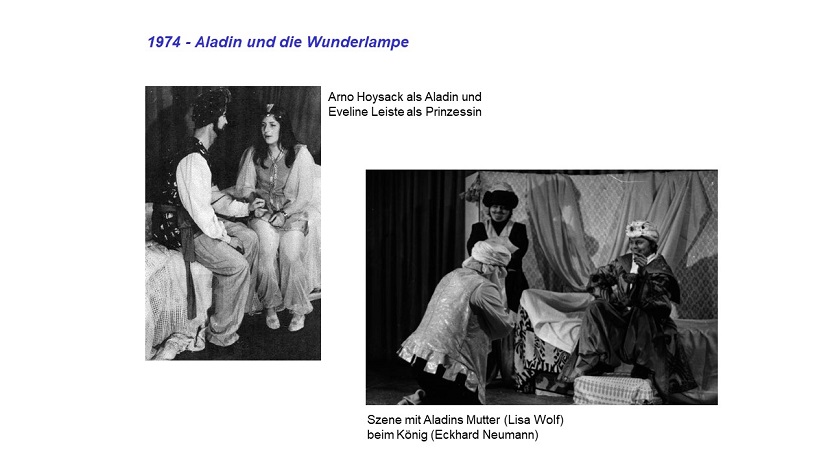 1974 - Aladin und die Wunderlampe
Arno Hoysack als Aladin und
Eveline Leiste als Prinzessin
Szene mit Aladins Mutter (Lisa Wolf)
beim König (Eckhard Neumann)